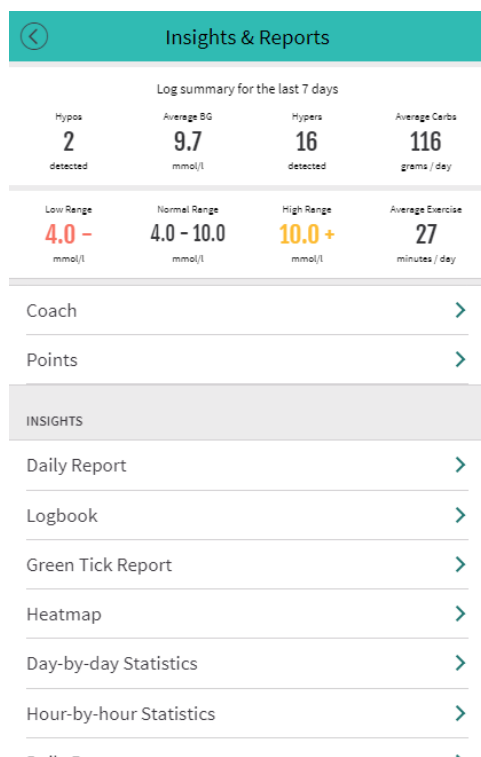 Insights & Reports
Log summary for the last 7 days
Hypos Average BG Hypers Average Carbs
2 9.7 16 116
detected mmol/l detected grams / day
Low Range Normal Range High Range Average Exercise
4.0 – 4.0 – 10.0 10.0 + 27
mmol/l mmol/l mmol/l minutes / day
Coach
Points
INSIGHTS
Daily Report
Logbook
Green Tick Report
Heatmap
Day-by-day Statistics
Hour-by-hour Statistics